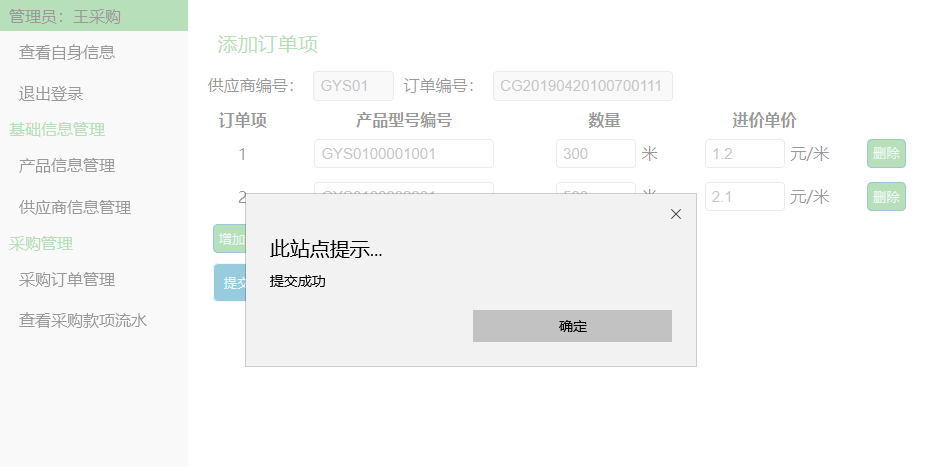 管理员：王采购
查看自身信息
退出登录
基础信息管理
产品信息管理
供应商信息管理
采购管理
采购订单管理
查看采购款项流水
添加订单项
供应商编号： GYS01 订单编号： CG20190420100700111
订单项 产品型号编号 数量 进价单价
1 GYS0100001001 300 米 1.2 元/米 删除
2 2.1 元/米 删除
增加
提交
此站点提示...
提交成功
确定